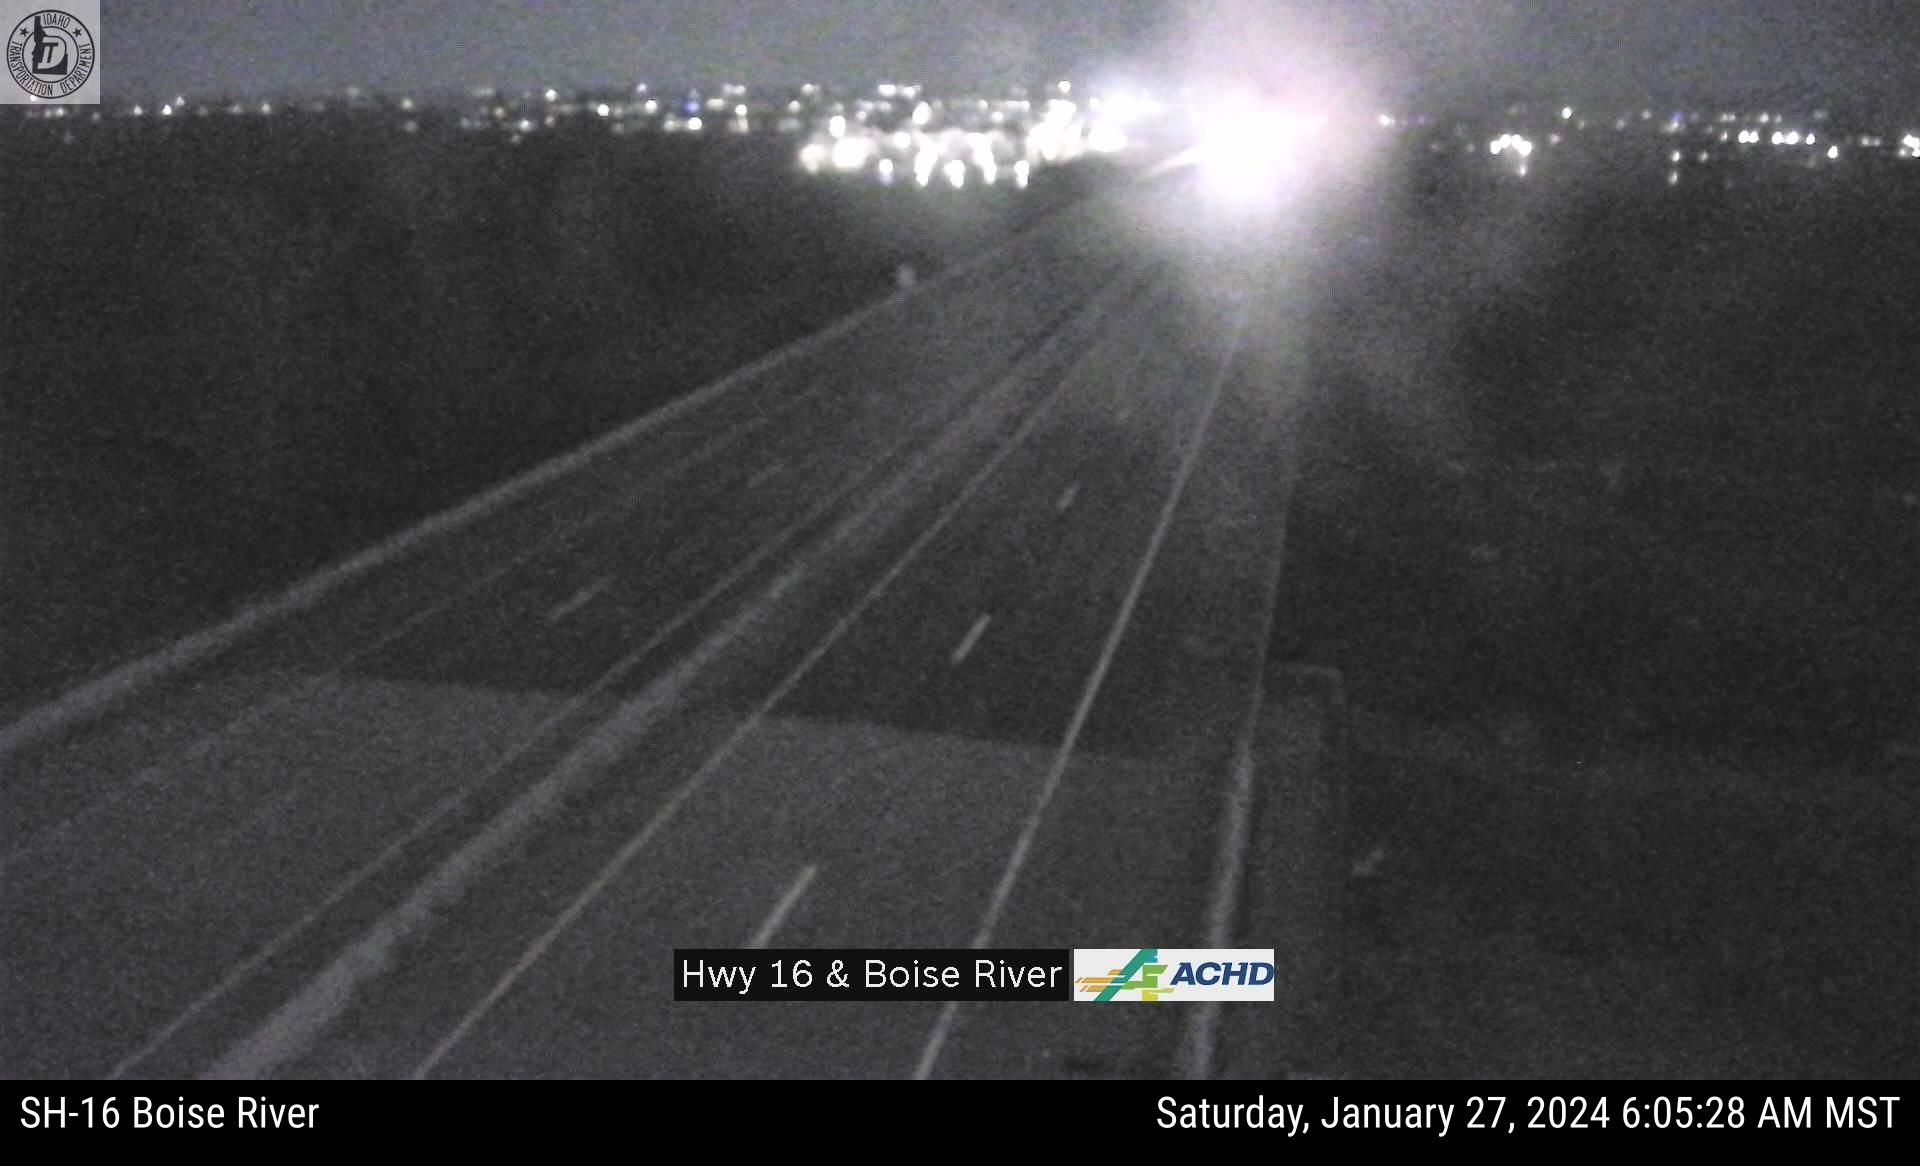 IDAHO
TRANSPORTATION DEPARTMENT
Hwy 16 & Boise River
ACHD
SH-16 Boise River
Saturday, January 27, 2024 6:05:28 AM MST